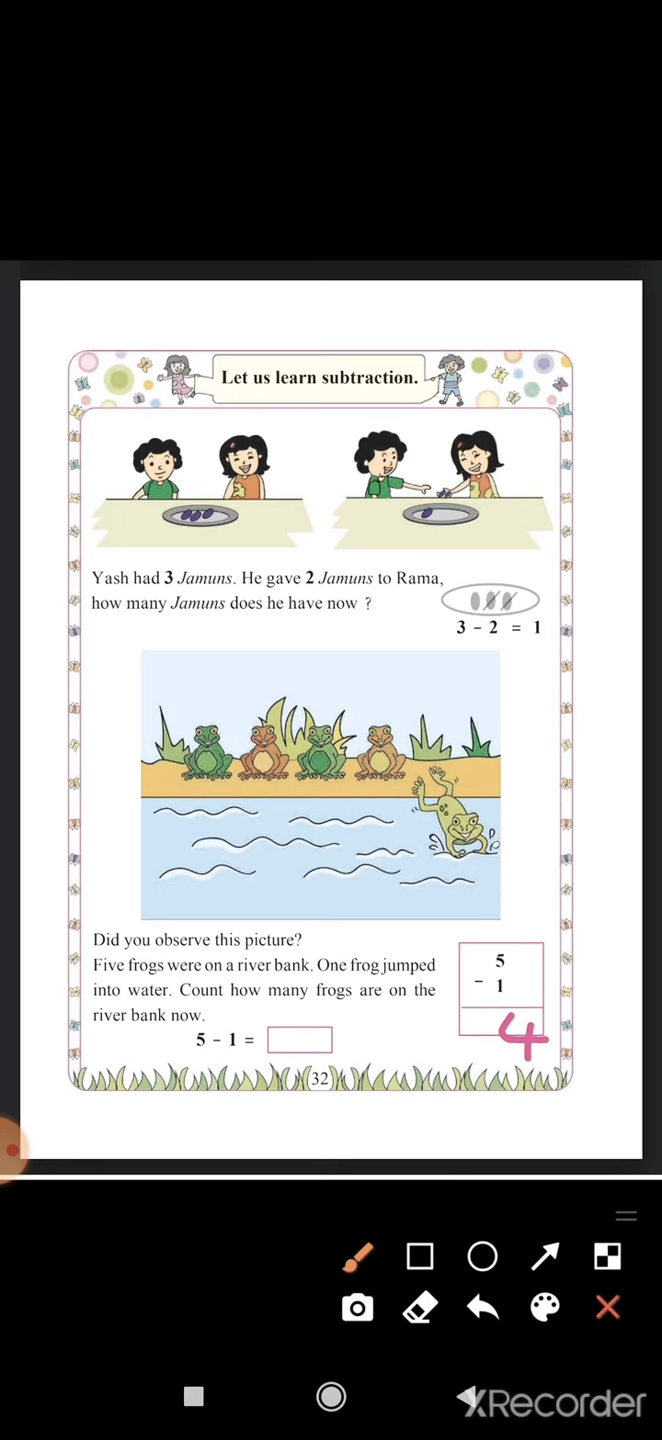 Let us learn subtraction.
Yash had 3 Jamuns. He gave 2 Jamuns to Rama,
how many Jamuns does he have now ?
3 - 2 = 1
Did you observe this picture?
Five frogs were on a river bank. One frog jumped
into water. Count how many frogs are on the
river bank now.
5 - 1 =
5
- 1
4
32
XRecorder